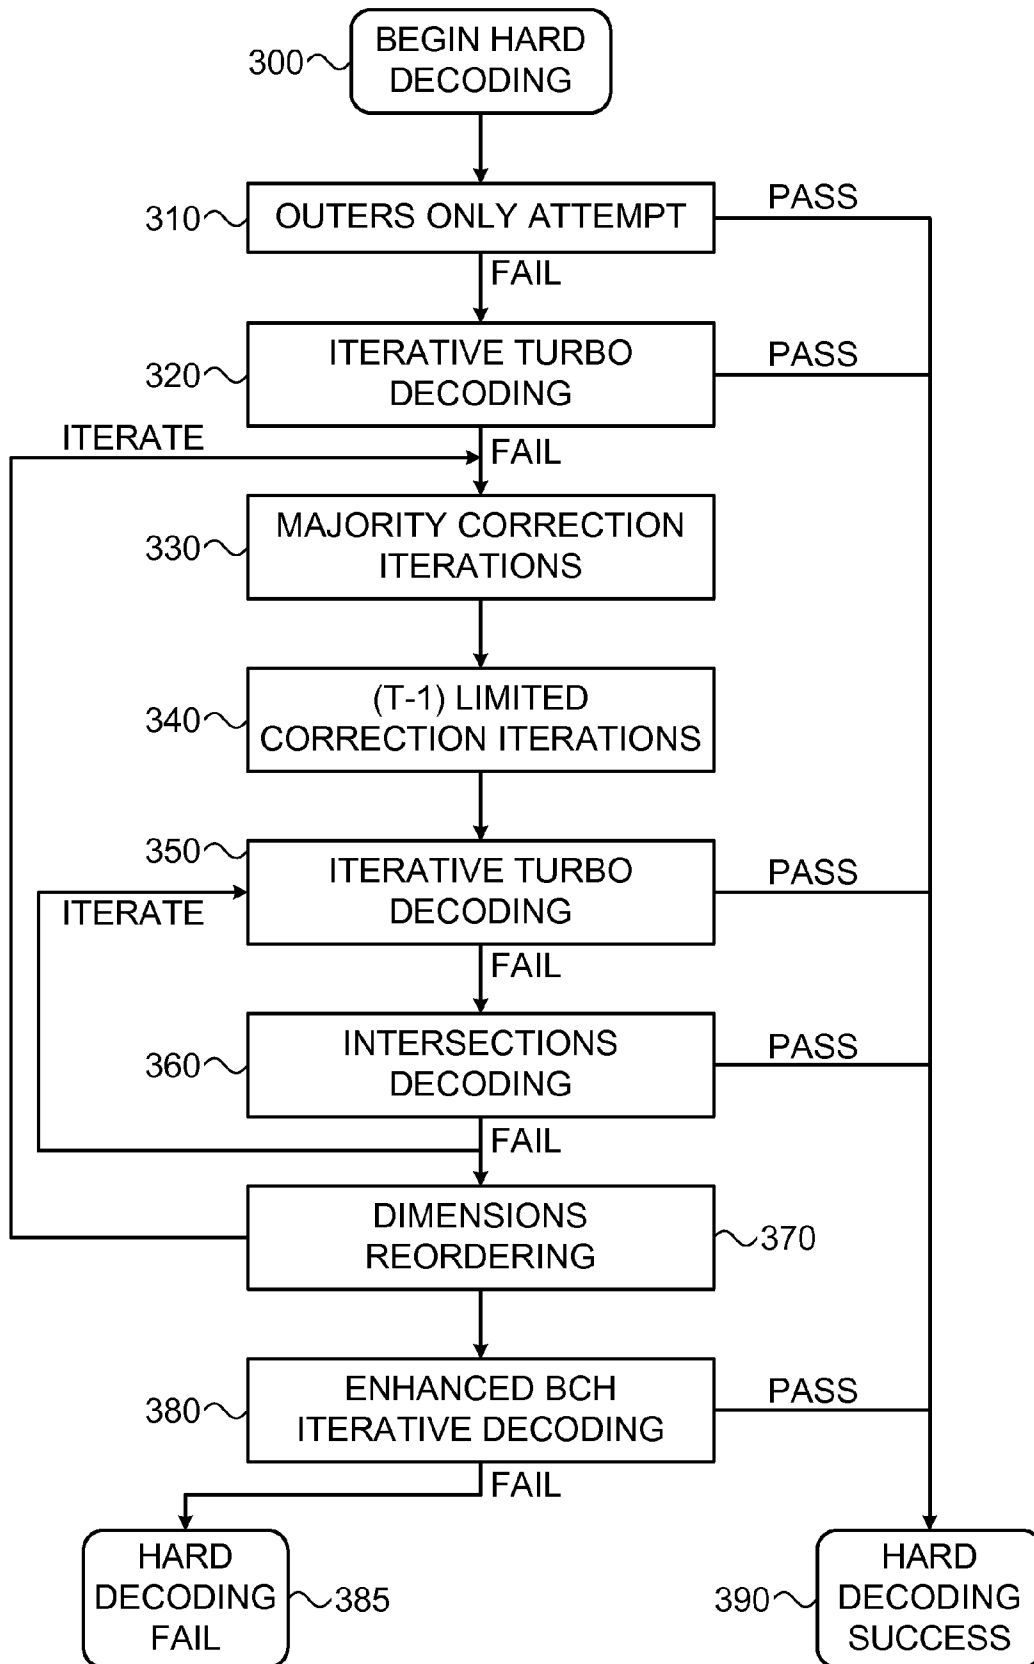 BEGIN HARD
DECODING
300
310
OUTERS ONLY ATTEMPT
PASS
FAIL
320
ITERATIVE TURBO
DECODING
PASS
ITERATE
FAIL
330
MAJORITY CORRECTION
ITERATIONS
340
(T-1) LIMITED
CORRECTION ITERATIONS
350
ITERATIVE TURBO
DECODING
PASS
ITERATE
FAIL
360
INTERSECTIONS
DECODING
PASS
FAIL
DIMENSIONS
REORDERING
370
380
ENHANCED BCH
ITERATIVE DECODING
PASS
FAIL
HARD
DECODING
FAIL
385
390
HARD
DECODING
SUCCESS